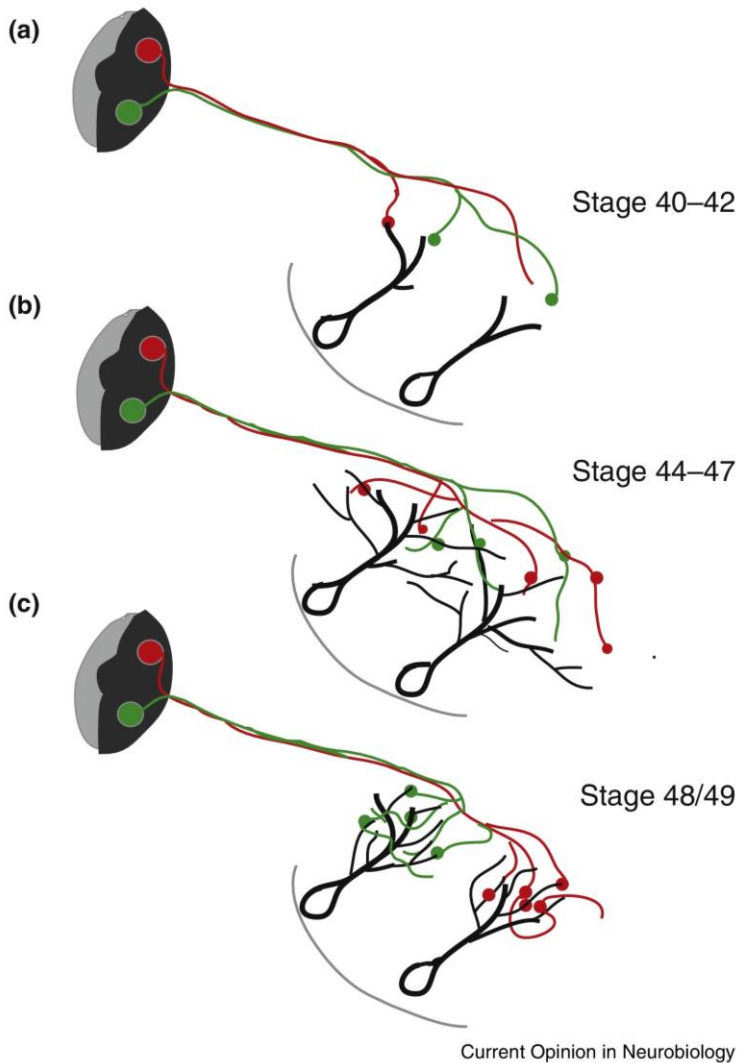 (a)
Stage 40–42
(b)
Stage 44–47
(c)
Stage 48/49
Current Opinion in Neurobiology